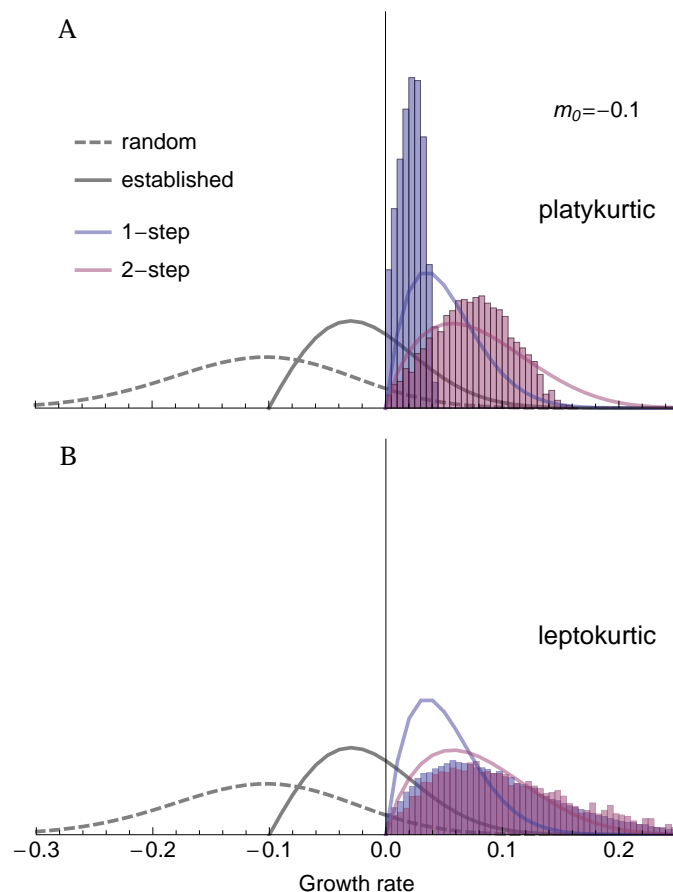 A
m0=−0.1
random
established
platykurtic
1−step
2−step
B
leptokurtic
−0.3 −0.2 −0.1 0.0 0.1 0.2
Growth rate